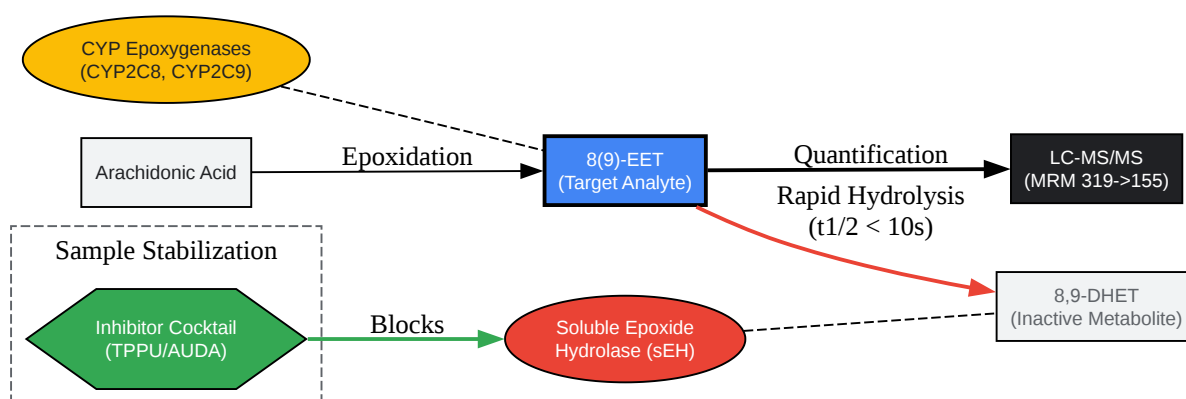 CYP Epoxygenases
(CYP2C8, CYP2C9)
Arachidonic Acid
Epoxidation
8(9)-EET
(Target Analyte)
Quantification
LC-MS/MS
(MRM 319->155)
Rapid Hydrolysis
(t1/2 < 10s)
Sample Stabilization
Inhibitor Cocktail
(TPPU/AUDA)
Blocks
Soluble Epoxide
Hydrolase (sEH)
8,9-DHET
(Inactive Metabolite)